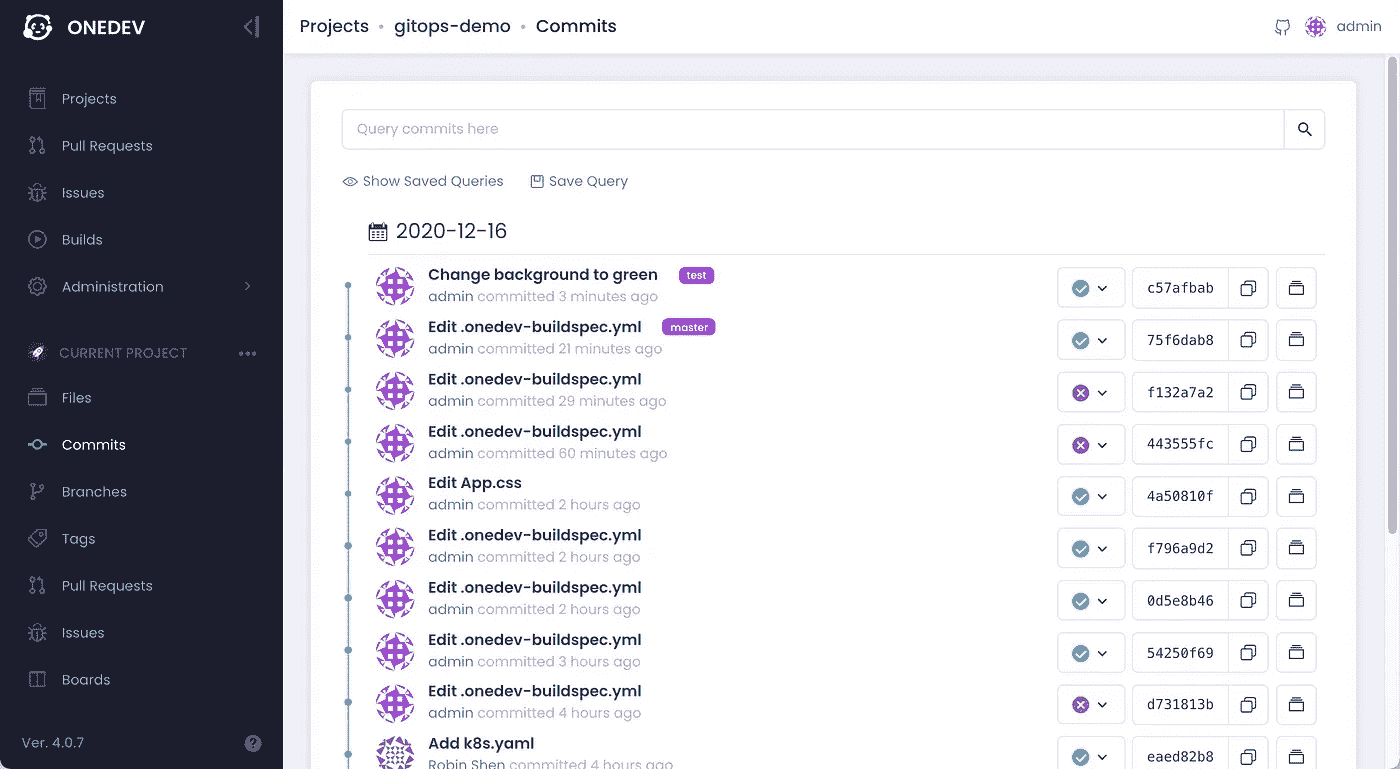 ONEDEV
Projects
Pull Requests
Issues
Builds
Administration
CURRENT PROJECT
Files
Commits
Branches
Tags
Pull Requests
Issues
Boards
Ver. 4.0.7
Projects • gitops-demo • Commits
admin
Query commits here
Show Saved Queries
Save Query
2020-12-16
Change background to green test
admin committed 3 minutes ago
c57afbab
Edit .onedev-buildspec.yml master
admin committed 21 minutes ago
75f6dab8
Edit .onedev-buildspec.yml
admin committed 29 minutes ago
f132a7a2
Edit .onedev-buildspec.yml
admin committed 60 minutes ago
443555fc
Edit App.css
admin committed 2 hours ago
4a50810f
Edit .onedev-buildspec.yml
admin committed 2 hours ago
f796a9d2
Edit .onedev-buildspec.yml
admin committed 2 hours ago
0d5e8b46
Edit .onedev-buildspec.yml
admin committed 3 hours ago
54250f69
Edit .onedev-buildspec.yml
admin committed 4 hours ago
d731813b
Add k8s.yaml
Robin Shen committed 4 hours ago
eaed82b8